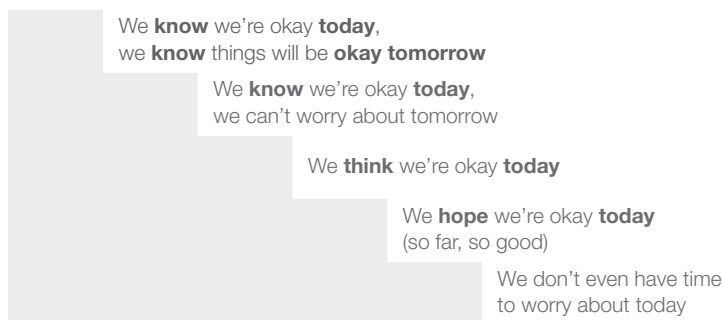 We know we’re okay today,
we know things will be okay tomorrow
We know we’re okay today,
we can’t worry about tomorrow
We think we’re okay today
We hope we’re okay today
(so far, so good)
We don’t even have time
to worry about today